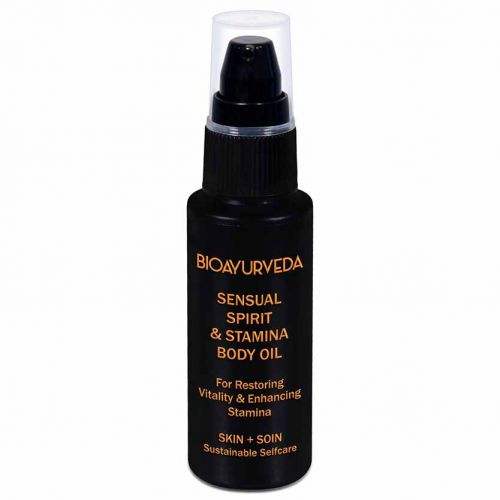 BIOAYURVEDA
SENSUAL
SPIRIT
& STAMINA
BODY OIL
For Restoring
Vitality & Enhancing
Stamina
SKIN + SOIN
Sustainable Selfcare